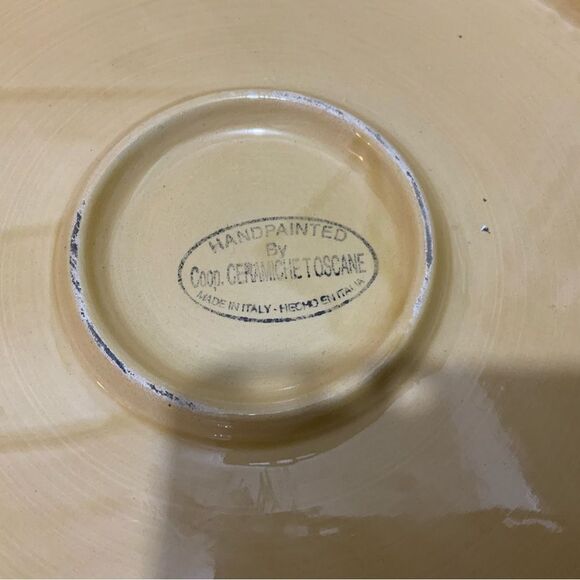 HANDPAINTED
By
Coop. CERAMICHE TOSCANE
MADE IN ITALY - HECHO EN ITALIA